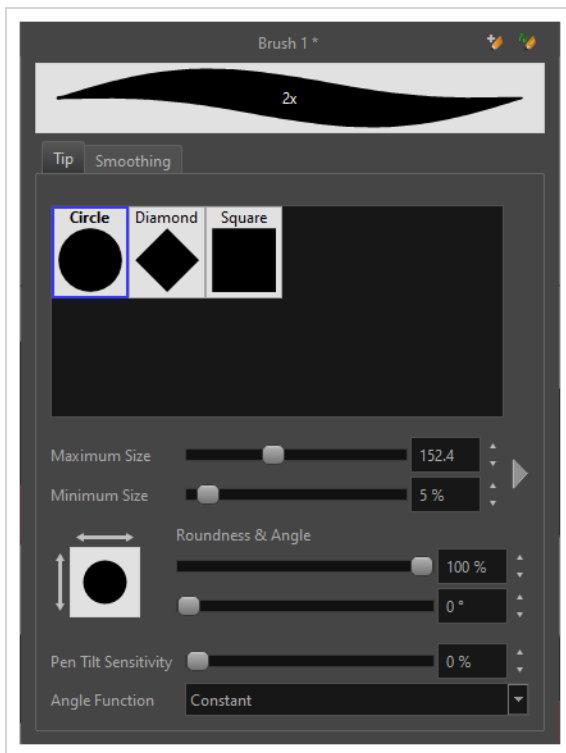 Brush 1 *
2x
Tip Smoothing
Circle Diamond Square
Maximum Size 152.4
Minimum Size 5 %
Roundness & Angle
100 %
0 °
Pen Tilt Sensitivity 0 %
Angle Function Constant